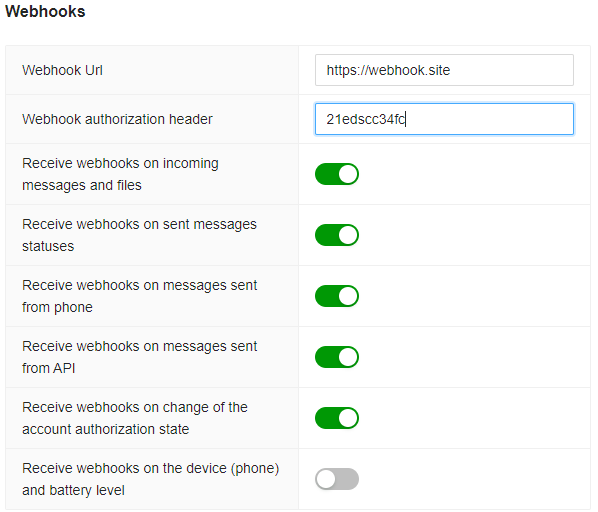 Webhooks
Webhook Url
https://webhook.site
Webhook authorization header
21edscc34fc
Receive webhooks on incoming
messages and files
Receive webhooks on sent messages
statuses
Receive webhooks on messages sent
from phone
Receive webhooks on messages sent
from API
Receive webhooks on change of the
account authorization state
Receive webhooks on the device (phone)
and battery level